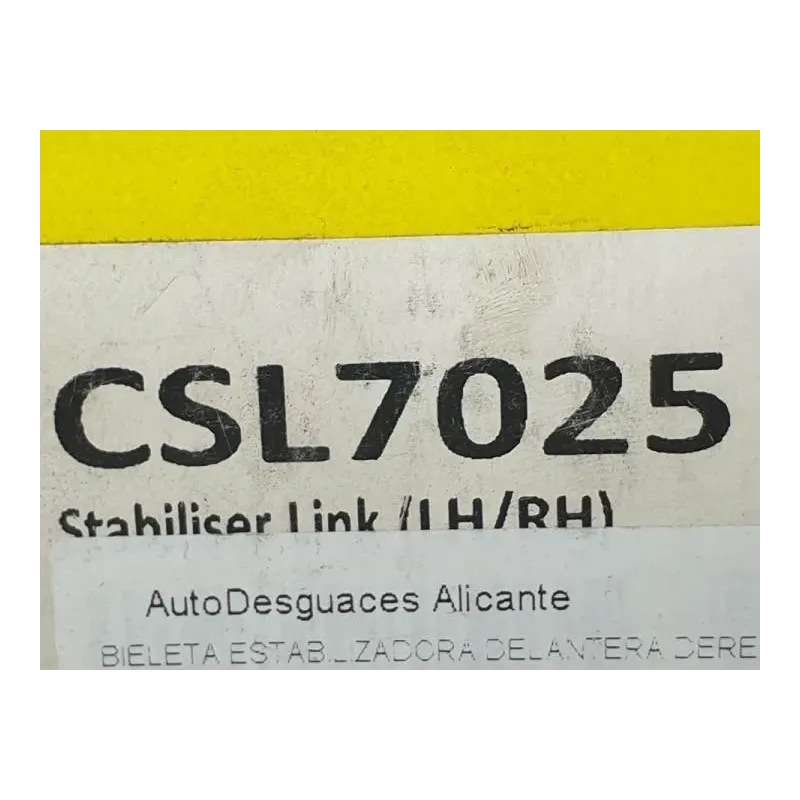 CSL7025
Stabiliser Link (LH/RH)
AutoDesguaces Alicante
BIELETA ESTABILIZADORA DELANTERA DERE